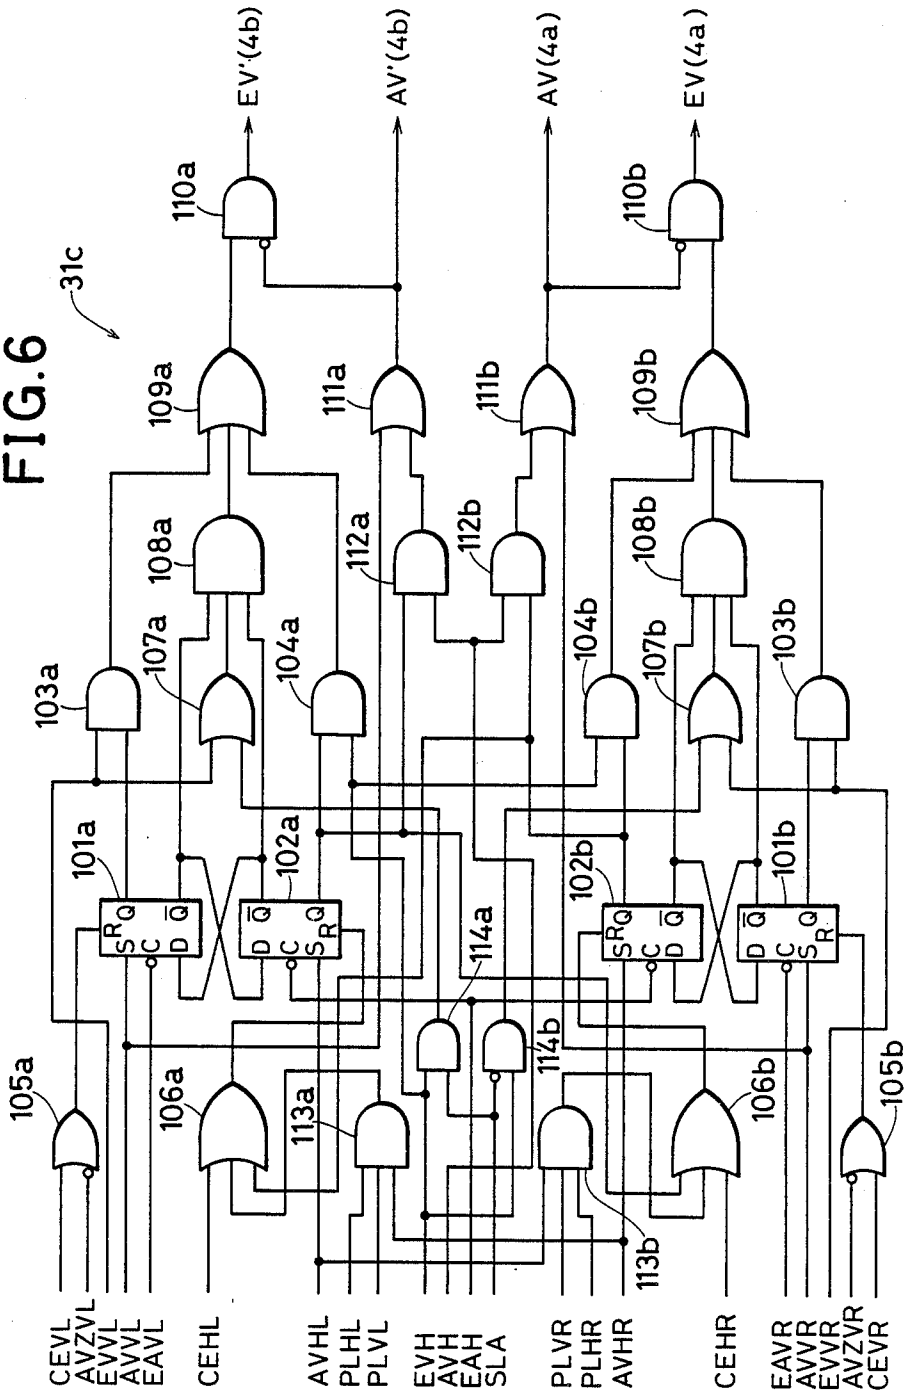 FIG.6
31c
EV'(4b)
AV'(4b)
AV(4a)
EV(4a)
110a
110b
109a
111a
111b
109b
108a
112a
112b
108b
103a
107a
104a
104b
107b
103b
101a
102a
102b
101b
S R Q
C
D Q̅
D Q̅
C
S R Q
S R Q
C
D Q̅
D Q̅
C
S R Q
114a
114b
105a
106a
113a
113b
106b
105b
CEVL
AVZVL
EVVL
AVVL
EAVL
CEHL
AVHL
PLHL
PLVL
EVH
AVH
EAH
SLA
PLVR
PLHR
AVHR
CEHR
EAVR
AVVR
EVVR
AVZVR
CEVR